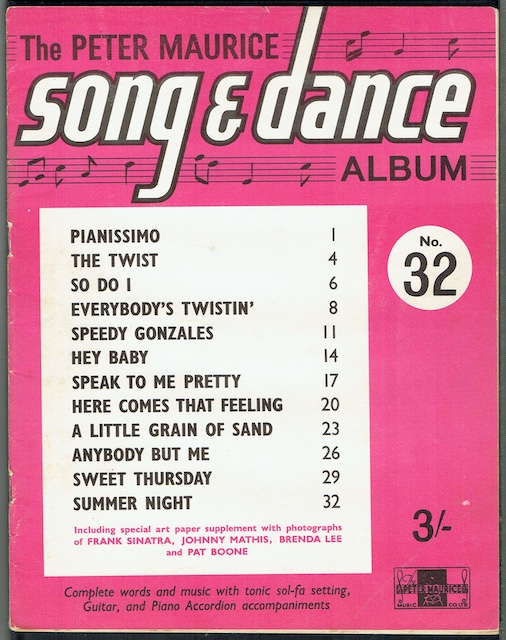 The PETER MAURICE
song & dance
ALBUM
PIANISSIMO 1
THE TWIST 4
SO DO I 6
EVERYBODY'S TWISTIN' 8
SPEEDY GONZALES 11
HEY BABY 14
SPEAK TO ME PRETTY 17
HERE COMES THAT FEELING 20
A LITTLE GRAIN OF SAND 23
ANYBODY BUT ME 26
SWEET THURSDAY 29
SUMMER NIGHT 32
No.
32
Including special art paper supplement with photographs
of FRANK SINATRA, JOHNNY MATHIS, BRENDA LEE
and PAT BOONE
3/-
The
PETER MAURICE
MUSIC CO LTD
Complete words and music with tonic sol-fa setting,
Guitar, and Piano Accordion accompaniments